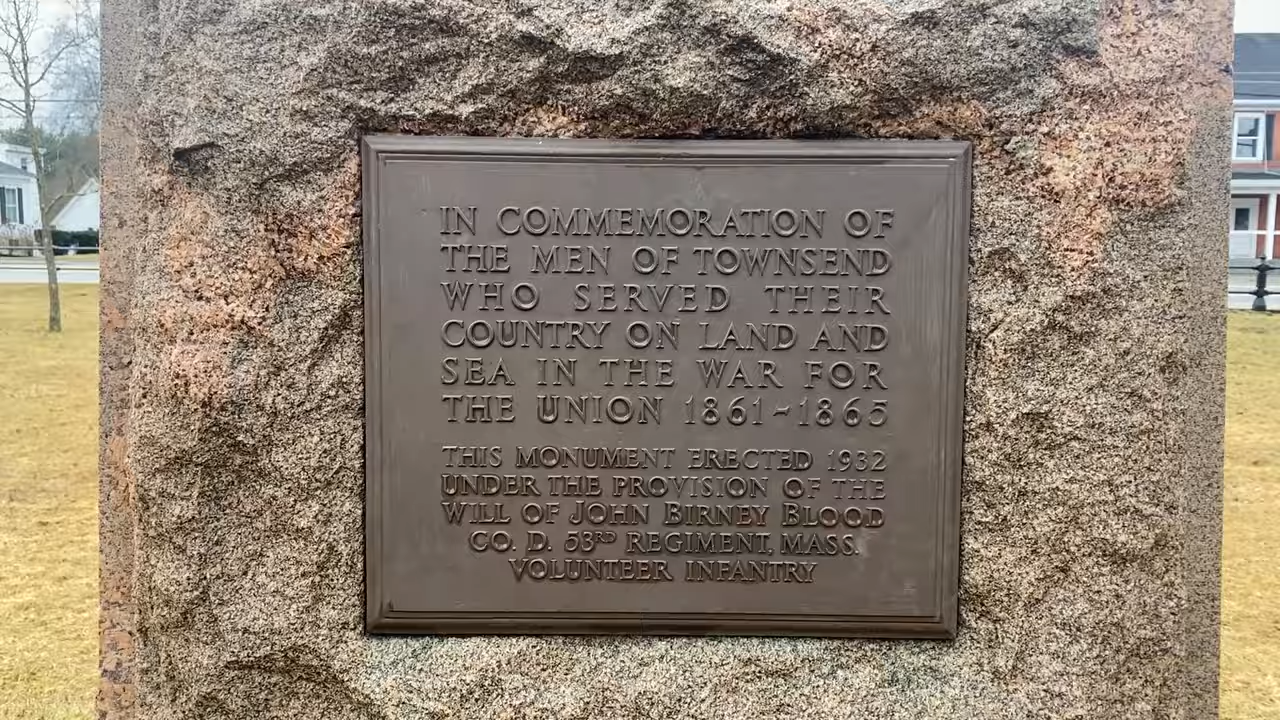 IN COMMEMORATION OF
THE MEN OF TOWNSEND
WHO SERVED THEIR
COUNTRY ON LAND AND
SEA IN THE WAR FOR
THE UNION 1861-1865
THIS MONUMENT ERECTED 1932
UNDER THE PROVISION OF THE
WILL OF JOHN BIRNEY BLOOD
CO. D. 53RD REGIMENT, MASS.
VOLUNTEER INFANTRY